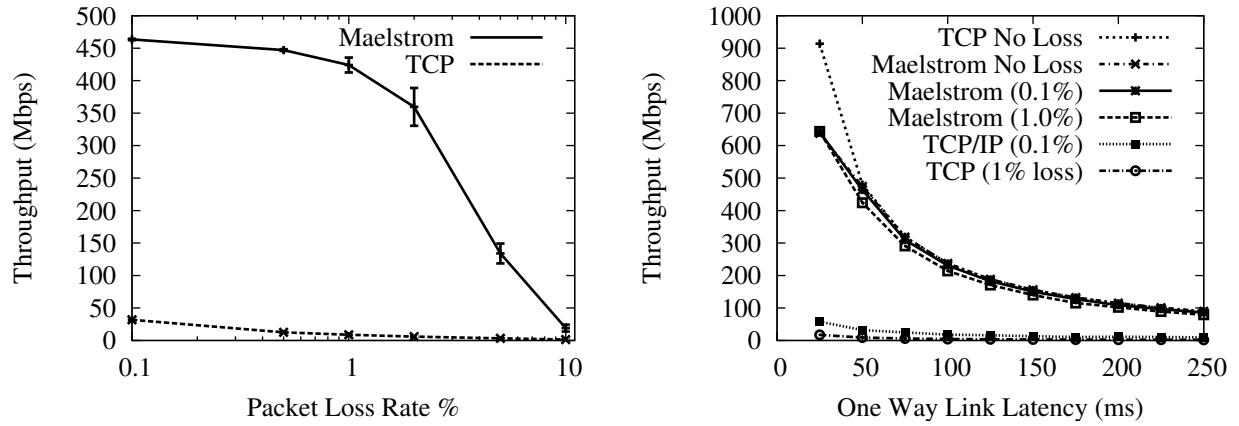 500
450
400
350
300
250
200
150
100
50
0
0.1
1
10
Throughput (Mbps)
Packet Loss Rate %
Maelstrom
TCP
1000
900
800
700
600
500
400
300
200
100
0
0
50
100
150
200
250
Throughput (Mbps)
One Way Link Latency (ms)
TCP No Loss
Maelstrom No Loss
Maelstrom (0.1%)
Maelstrom (1.0%)
TCP/IP (0.1%)
TCP (1% loss)